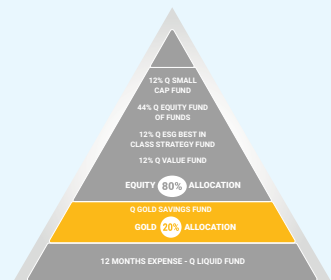 12% Q SMALL
CAP FUND
44% Q EQUITY FUND
OF FUNDS
12% Q ESG BEST IN
CLASS STRATEGY FUND
12% Q VALUE FUND
EQUITY 80% ALLOCATION
Q GOLD SAVINGS FUND
GOLD 20% ALLOCATION
12 MONTHS EXPENSE - Q LIQUID FUND